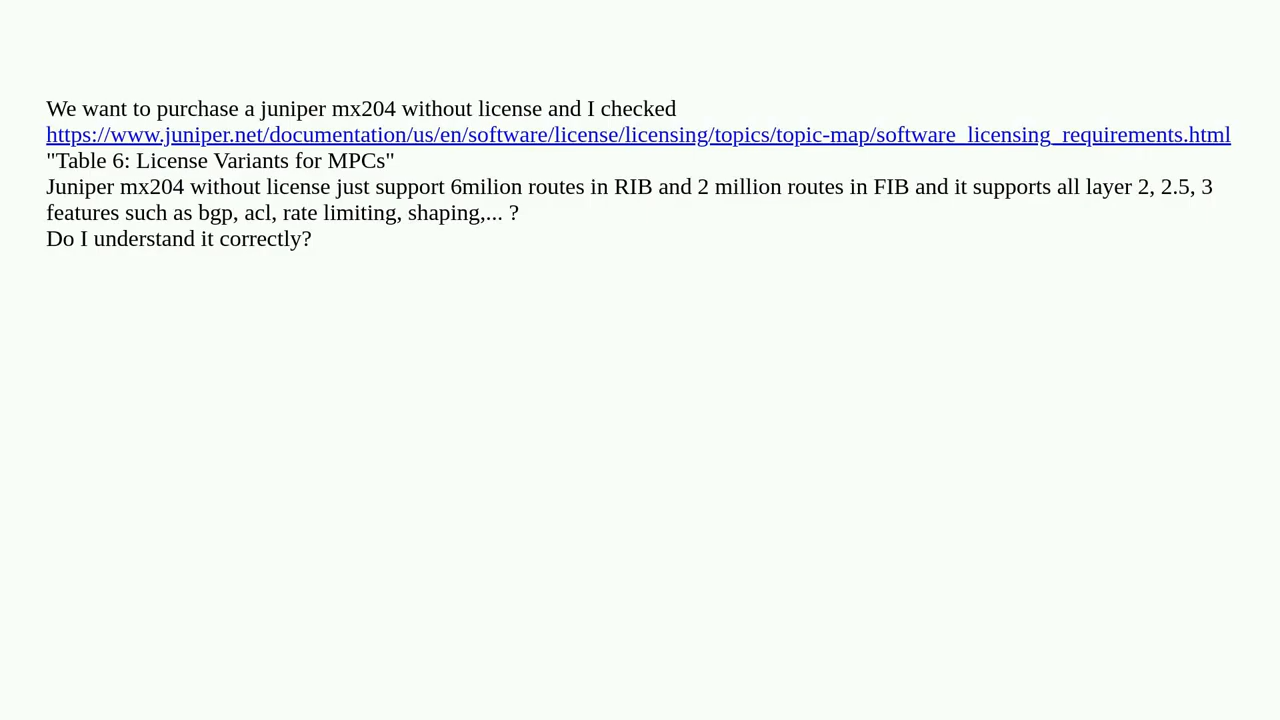 We want to purchase a juniper mx204 without license and I checked
https://www.juniper.net/documentation/us/en/software/license/licensing/topics/topic-map/software_licensing_requirements.html
"Table 6: License Variants for MPCs"
Juniper mx204 without license just support 6milion routes in RIB and 2 million routes in FIB and it supports all layer 2, 2.5, 3
features such as bgp, acl, rate limiting, shaping,... ?
Do I understand it correctly?